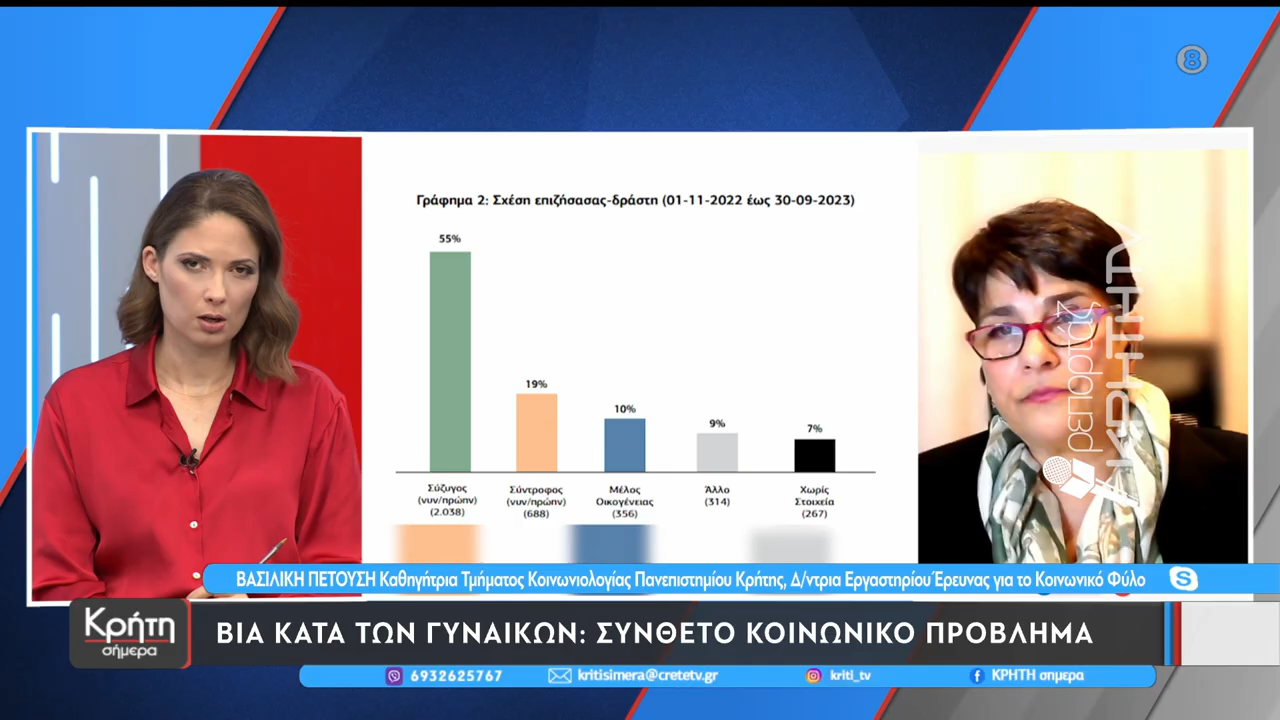 8
Γράφημα 2: Σχέση επιζήσασας-δράστη (01-11-2022 έως 30-09-2023)
55%
19%
10%
9%
7%
Σύζυγος
(νυν/πρώην)
(2.038)
Σύντροφος
(νυν/πρώην)
(688)
Μέλος
Οικογένειας
(356)
Άλλο
(314)
Χωρίς
Στοιχεία
(267)
ρεπορτάζ
ΚΡΗΤΗTV
ΒΑΣΙΛΙΚΗ ΠΕΤΟΥΣΗ Καθηγήτρια Τμήματος Κοινωνιολογίας Πανεπιστημίου Κρήτης, Δ/ντρια Εργαστηρίου Έρευνας για το Κοινωνικό Φύλο
S
Κρήτη
σήμερα
ΒΙΑ ΚΑΤΑ ΤΩΝ ΓΥΝΑΙΚΩΝ: ΣΥΝΘΕΤΟ ΚΟΙΝΩΝΙΚΟ ΠΡΟΒΛΗΜΑ
6932625767
kritisimera@cretetv.gr
kriti_tv
ΚΡΗΤΗ σημερα